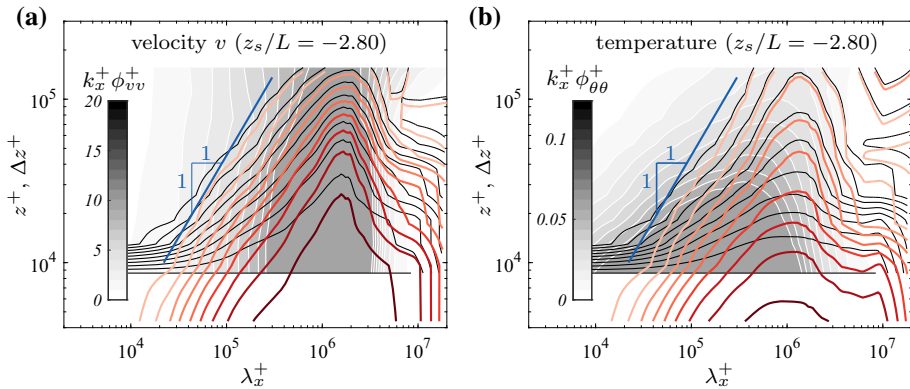 (a)
velocity v (z_s/L = −2.80)
k_x^+ ϕ_vv^+
20
15
10
5
0
1
1
10^5
10^4
z^+, Δz^+
10^4 10^5 10^6 10^7
λ_x^+
(b)
temperature (z_s/L = −2.80)
k_x^+ ϕ_θθ^+
0.1
0.05
0
1
1
10^5
10^4
z^+, Δz^+
10^4 10^5 10^6 10^7
λ_x^+